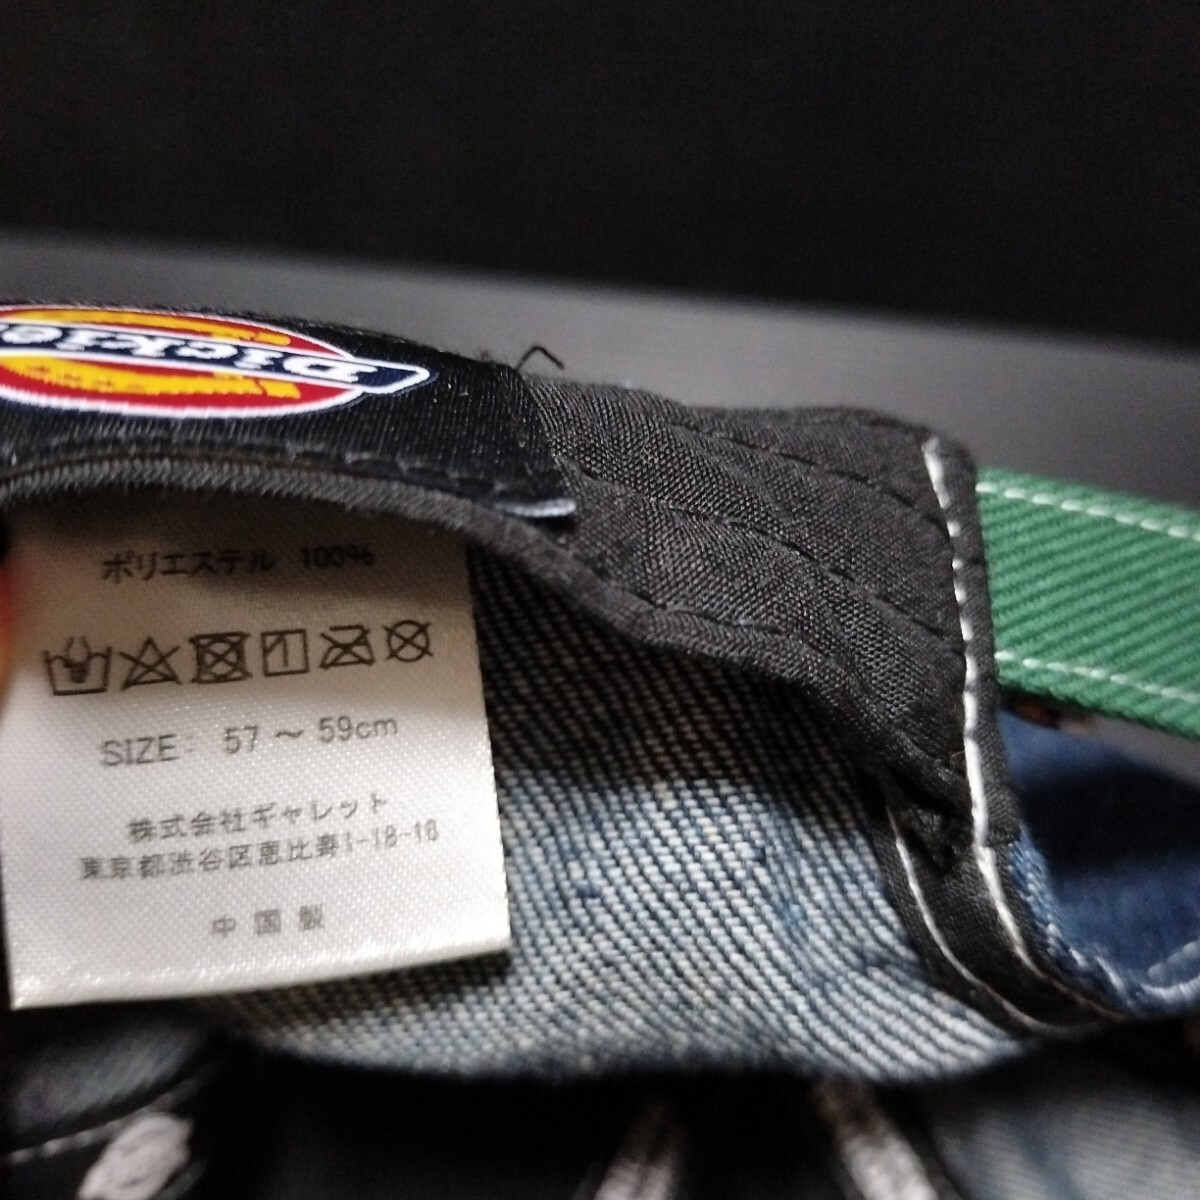 Dickie
ポリエステル 100%
SIZE: 57 ～ 59cm
株式会社ギャレット
東京都渋谷区恵比寿1-18-18
中国製